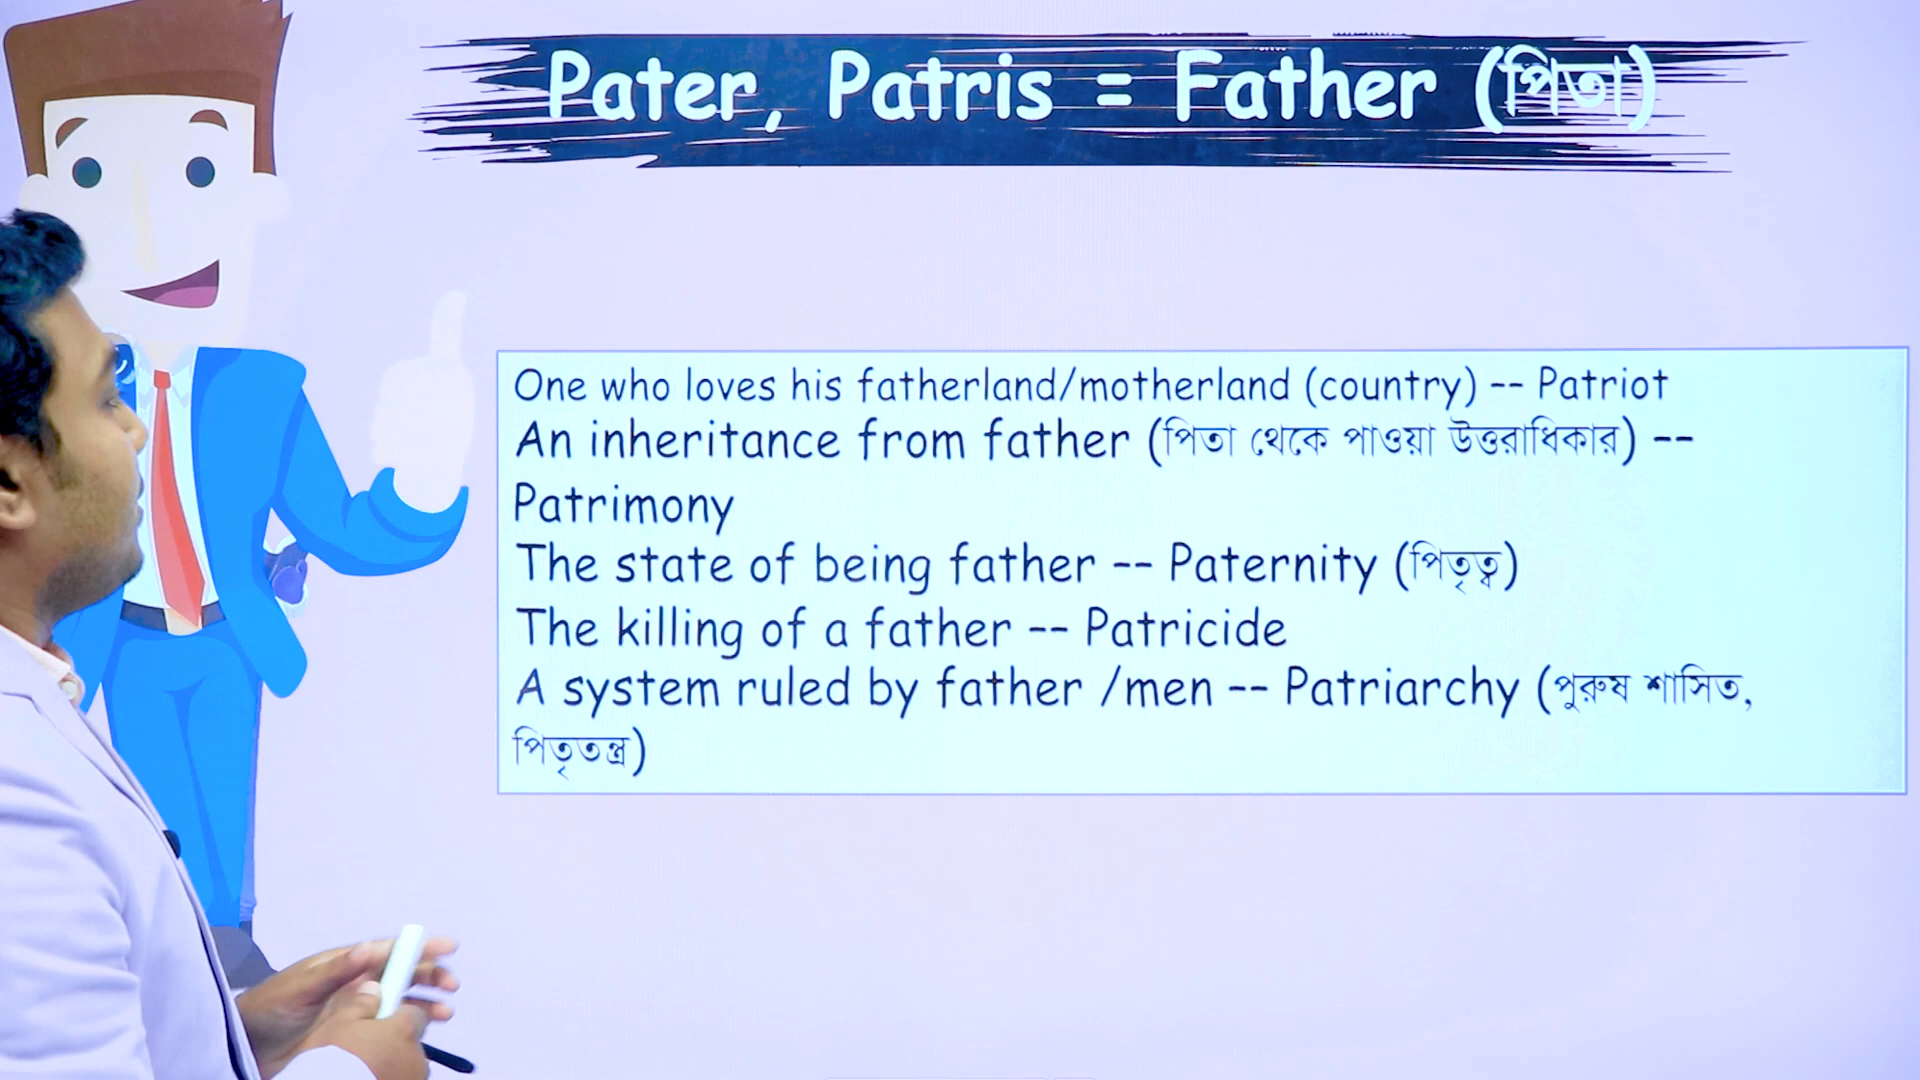 Pater, Patris = Father (পিতা)
One who loves his fatherland/motherland (country) -- Patriot
An inheritance from father (পিতা থেকে পাওয়া উত্তরাধিকার) --
Patrimony
The state of being father -- Paternity (পিতৃত্ব)
The killing of a father -- Patricide
A system ruled by father /men -- Patriarchy (পুরুষ শাসিত,
পিতৃতন্ত্র)